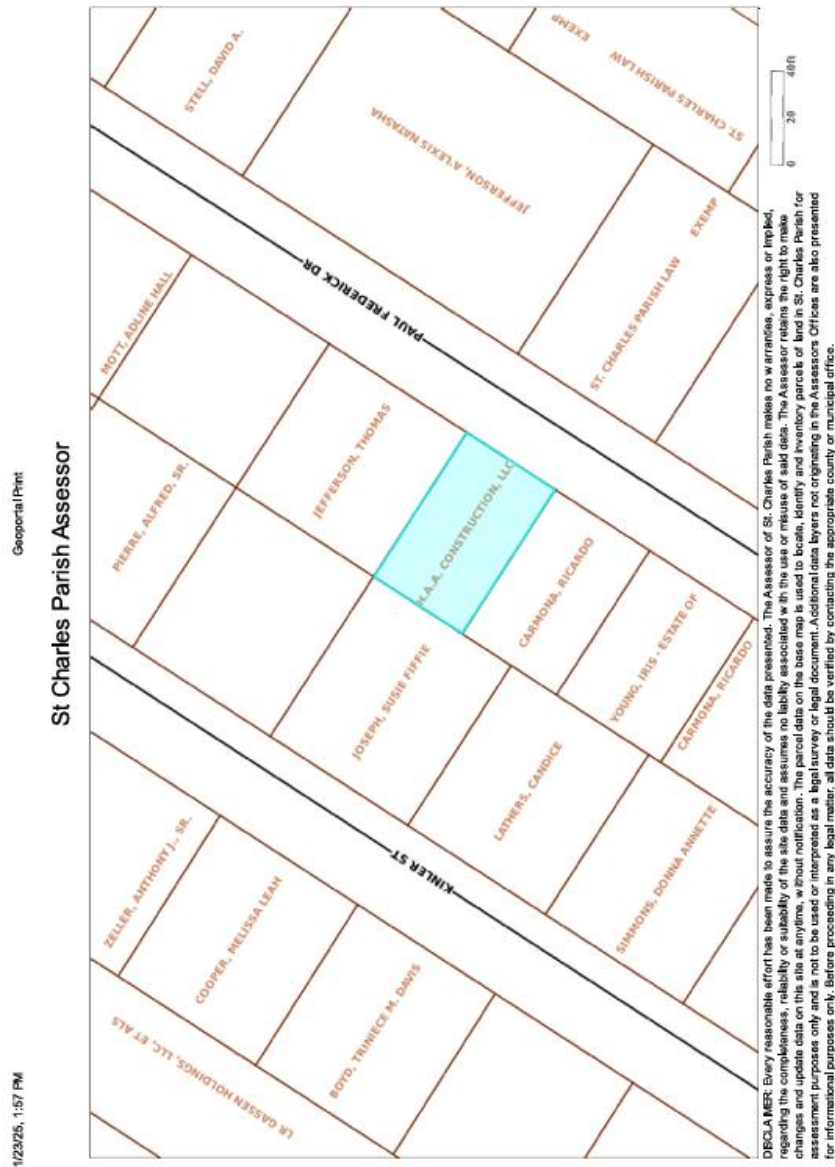 1/23/25, 1:57 PM
Geoportal Print
St Charles Parish Assessor
STELL, DAVID A.
EXEMP
ST. CHARLES PARISH LAW
JEFFERSON, A'LEXIS NATASHA
MOTT, ADLINE HALL
PAUL FREDERICK DR
EXEMP
ST. CHARLES PARISH LAW
PIERRE, ALFRED, SR.
JEFFERSON, THOMAS
M.A.A. CONSTRUCTION, LLC
CARMONA, RICARDO
YOUNG, IRIS - ESTATE OF
CARMONA, RICARDO
JOSEPH, SUSIE FIFFIE
LATHERS, CANDICE
SIMMONS, DONNA ANNETTE
KINLER ST
ZELLER, ANTHONY J., SR.
COOPER, MELISSA LEAH
BOYD, TRINIECE M. DAVIS
LR GASSEN HOLDINGS, LLC, ET ALS
0 20 40ft
DISCLAIMER: Every reasonable effort has been made to assure the accuracy of the data presented. The Assessor of St. Charles Parish makes no warranties, express or implied,
regarding the completeness, reliability or suitability of the site data and assumes no liability associated with the use or misuse of said data. The Assessor retains the right to make
changes and update data on this site at anytime, without notification. The parcel data on the base map is used to locate, identify and inventory parcels of land in St. Charles Parish for
assessment purposes only and is not to be used or interpreted as a legal survey or legal document. Additional data layers not originating in the Assessors Offices are also presented
for informational purposes only. Before proceeding in any legal matter, all data should be verified by contacting the appropriate county or municipal office.